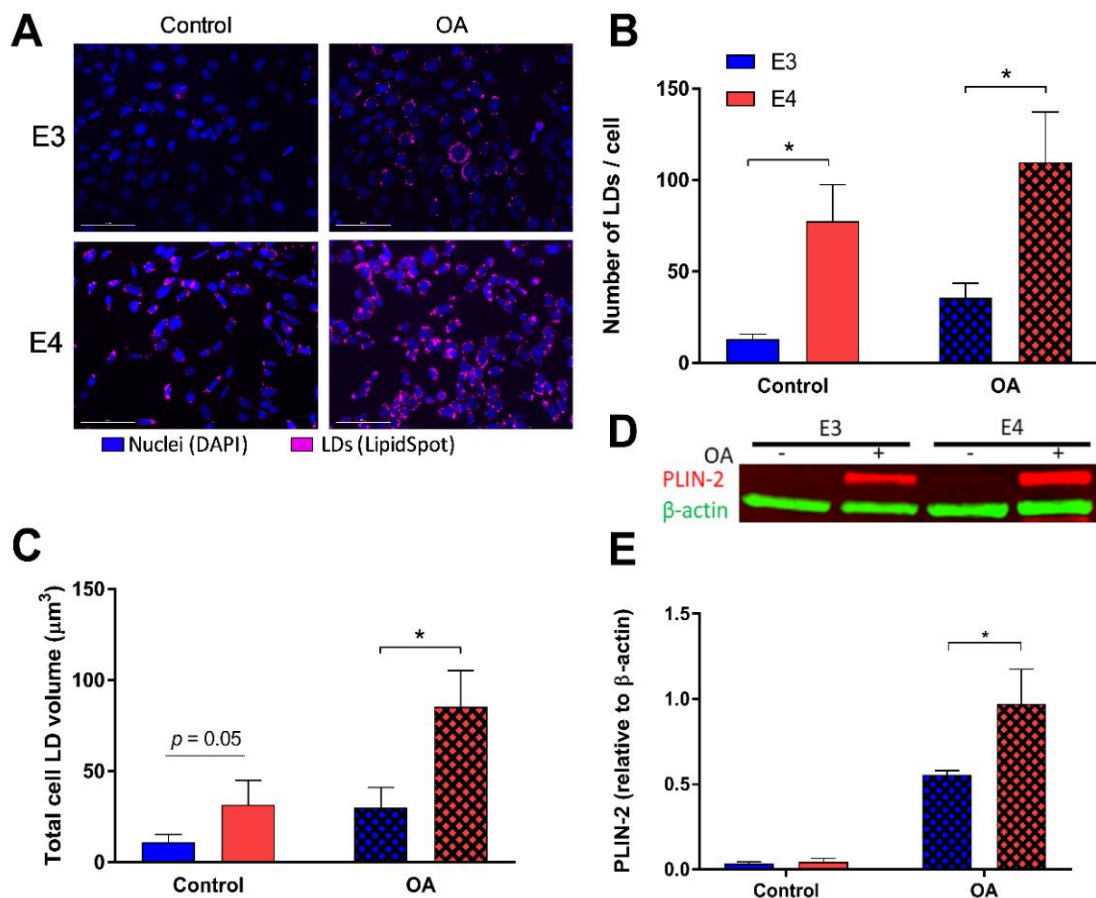 A
Control
OA
E3
E4
Nuclei (DAPI)
LDs (LipidSpot)
B
E3
E4
Number of LDs / cell
150
100
50
0
*
*
Control
OA
C
Total cell LD volume (μm³)
150
100
50
0
p = 0.05
*
Control
OA
D
E3
E4
OA
-
+
-
+
PLIN-2
β-actin
E
PLIN-2 (relative to β-actin)
1.5
1.0
0.5
0.0
*
Control
OA